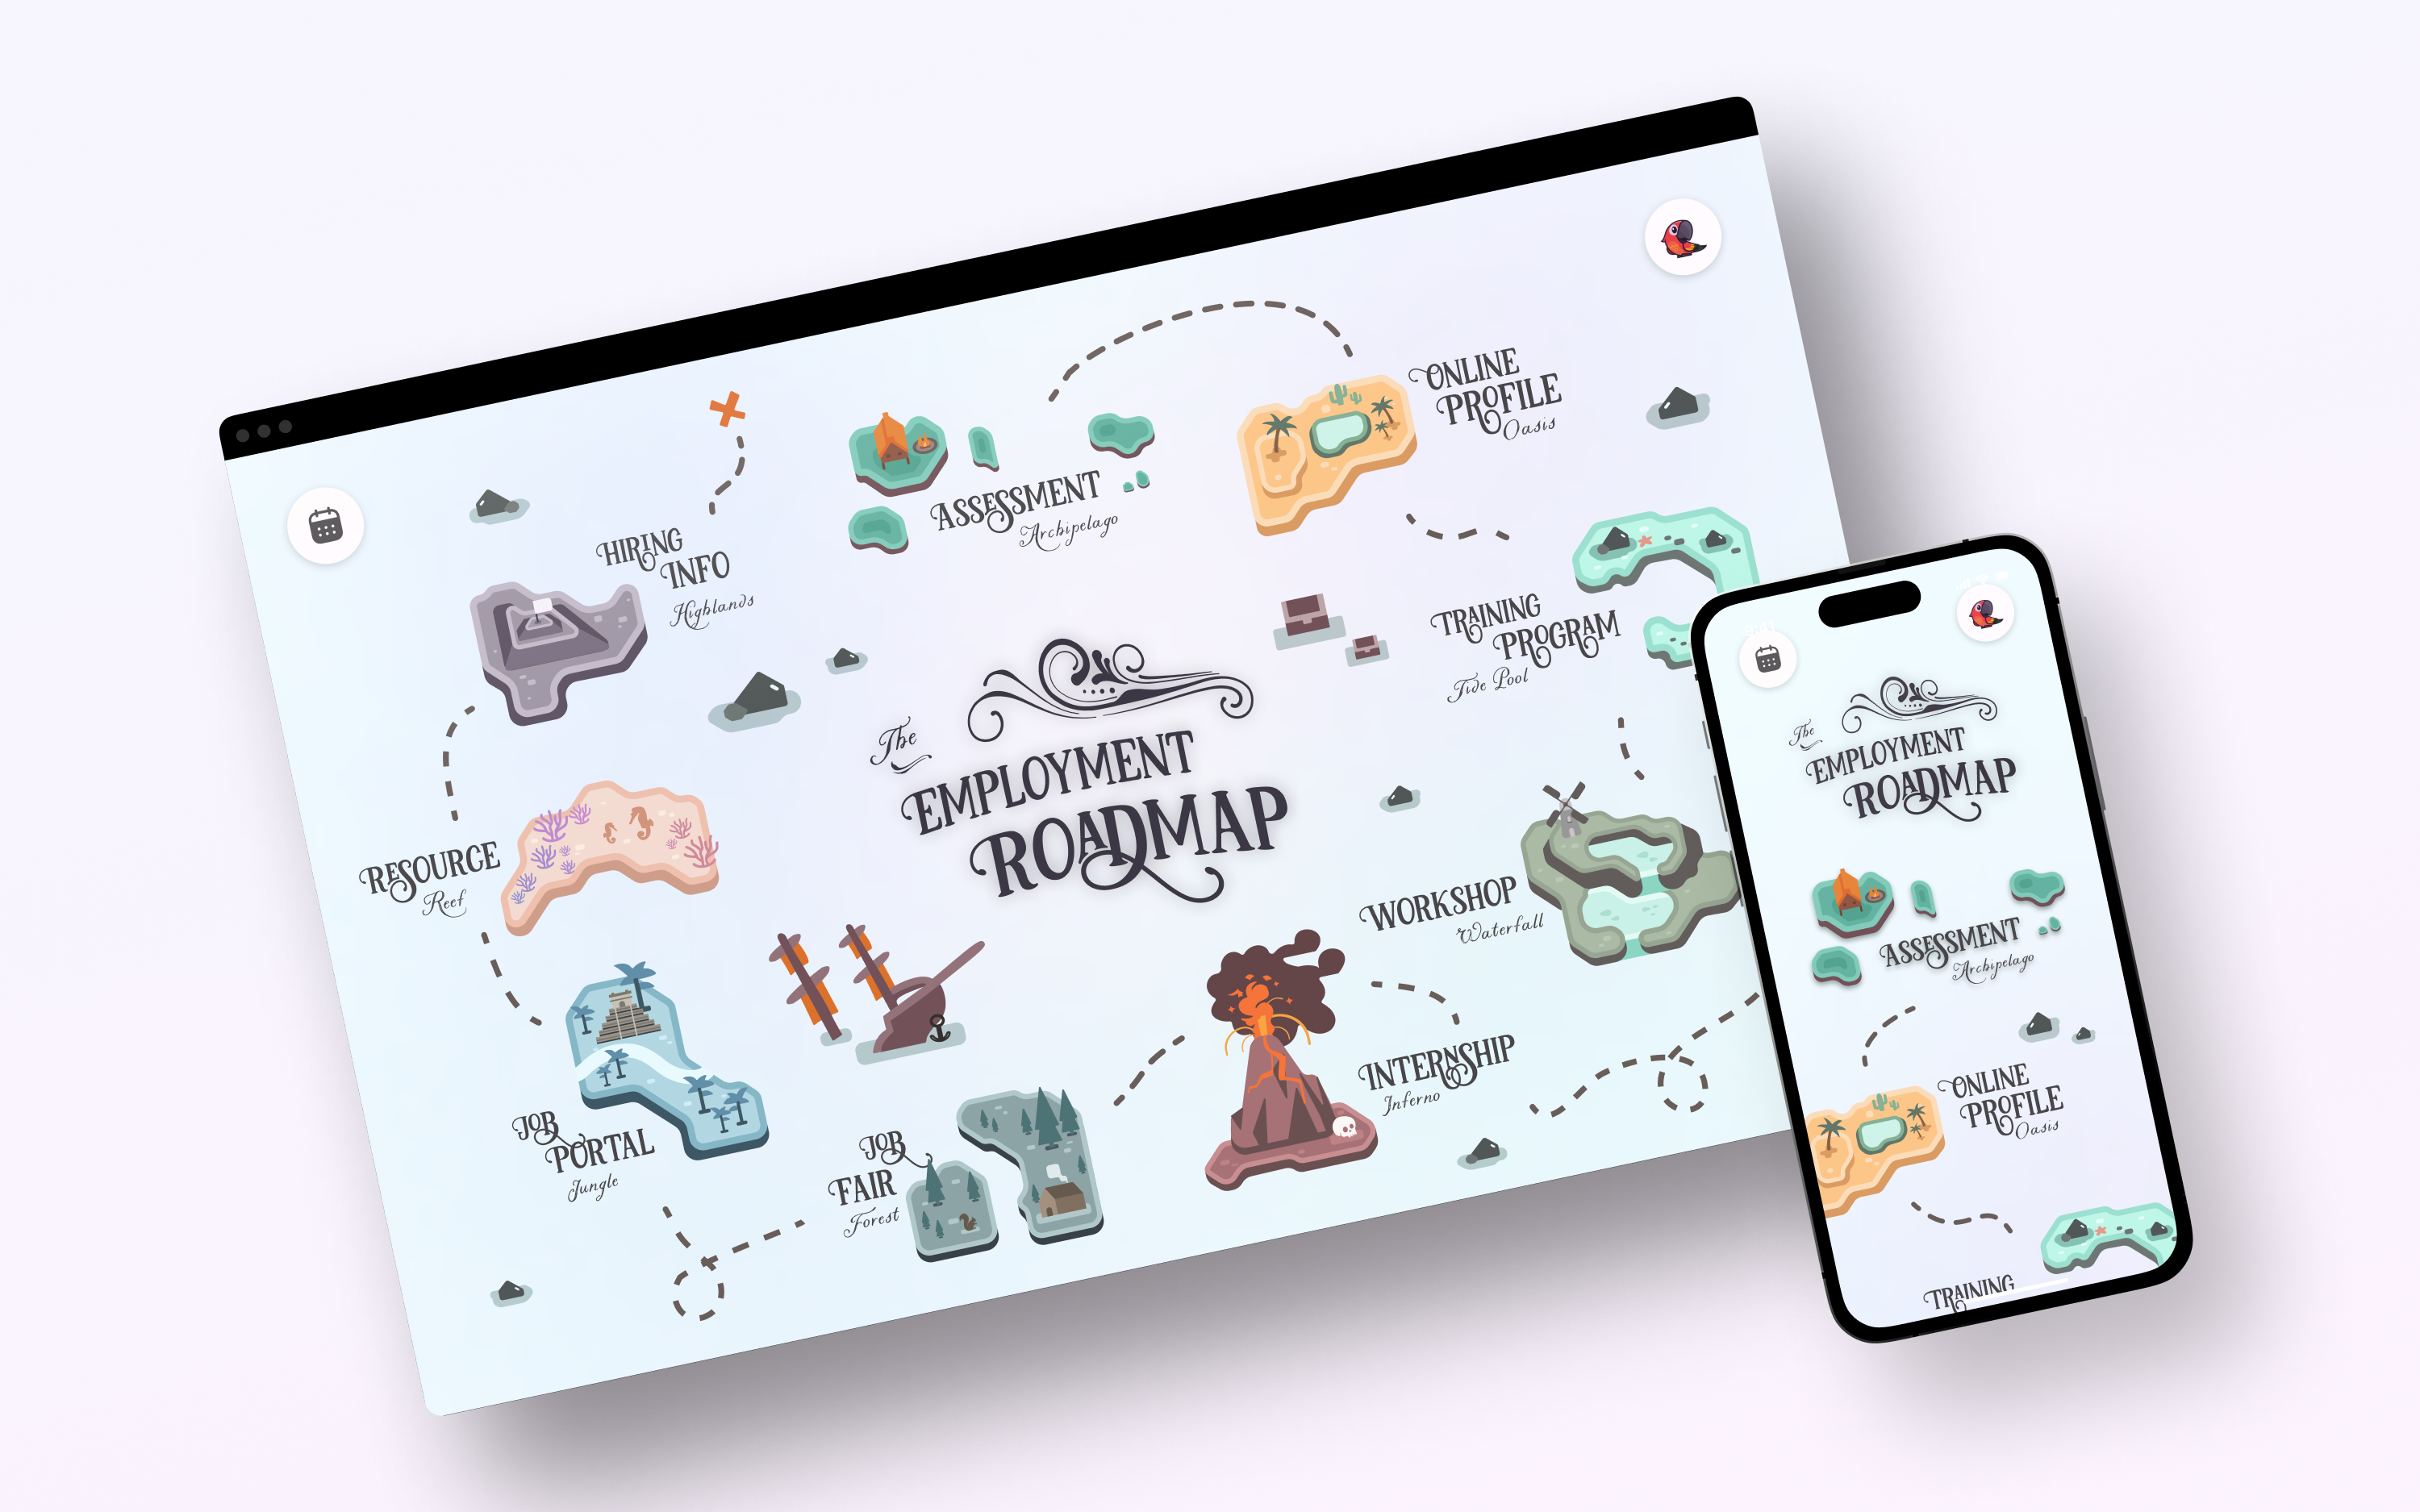 ONLINE
PROFILE
Oasis
ASSESSMENT
Archipelago
HIRING
INFO
Highlands
TRAINING
PROGRAM
Tide Pool
The
EMPLOYMENT
ROADMAP
RESOURCE
Reef
WORKSHOP
Waterfall
INTERNSHIP
Inferno
JOB
PORTAL
Jungle
JOB
FAIR
Forest
The
EMPLOYMENT
ROADMAP
ASSESSMENT
Archipelago
ONLINE
PROFILE
Oasis
TRAINING